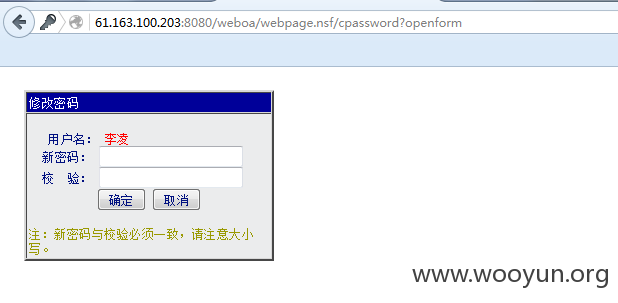 61.163.100.203:8080/weboa/webpage.nsf/cpassword?openform
修改密码
用户名： 李凌
新密码：
校　验：
确定 取消
注：新密码与校验必须一致，请注意大小
写。
www.wooyun.org